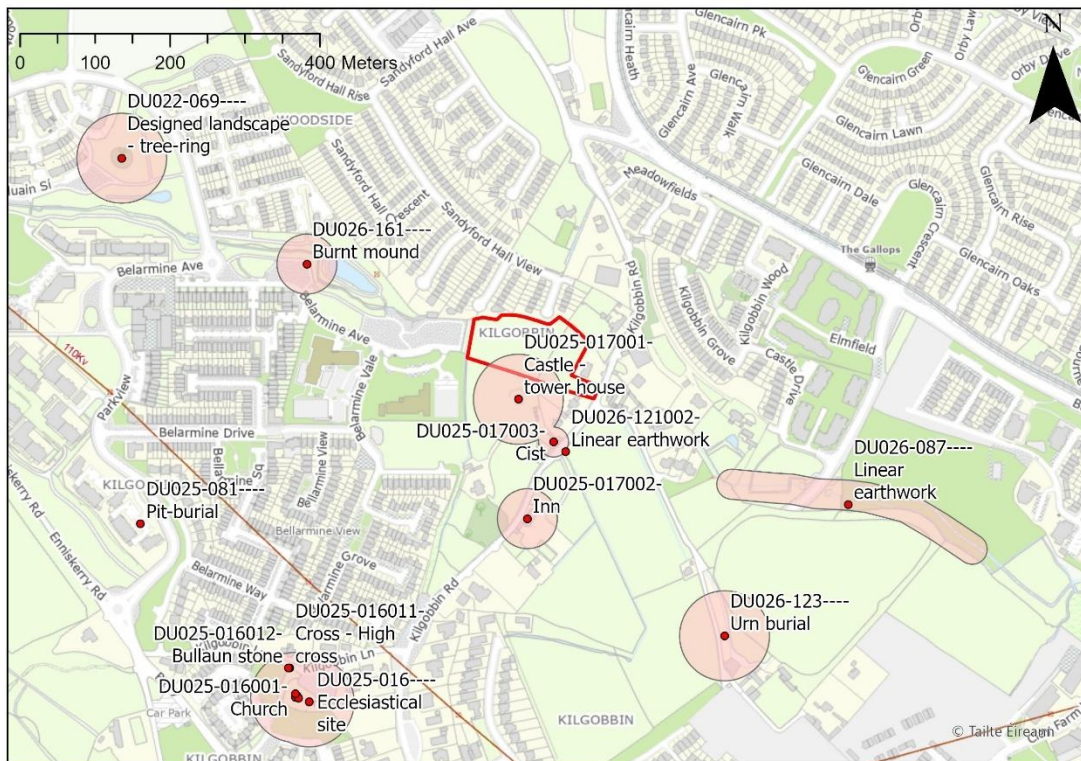 0 100 200 400 Meters
N
DU022-069----
Designed landscape
- tree-ring
WOODSIDE
Sandyford Hall Rise
Sandyford Hall Ave
Sandyford Hall Crescent
Sandyford Hall View
Glencairn Heath
Glencairn Pk
Glencairn Ave
Glencairn Walk
Glencairn Green
Glencairn Lawn
Glencairn Dale
Glencairn Crescent
Glencairn Rise
Glencairn Oaks
Orby View
Orby Lawn
Orby Drive
Meadowfields
The Gallops
luain Si
DU026-161----
Burnt mound
Belarmine Ave
Belarmine Ave
Kilgobbin Rd
Kilgobbin Wood
Kilgobbin Grove
Castle Drive
Elmfield
KILGOBBIN
DU025-017001-
Castle -
tower house
110Kv
Parkview
Belarmine Vale
DU025-017003-
Cist
DU026-121002-
Linear earthwork
DU026-087----
Linear
earthwork
Belarmine Drive
DU025-081----
Pit-burial
Bellarmine View
DU025-017002-
Inn
Enniskerry Rd
Belarmine Way
Belarmine Grove
DU025-016011-
Cross - High
cross
DU025-016012-
Bullaun stone
Kilgobbin Ln
Kilgobbin Rd
DU026-123----
Urn burial
DU025-016001-
Church
DU025-016----
Ecclesiastical
site
Car Park
KILGOBBIN
KILGOBBIN
© Tailte Éireann